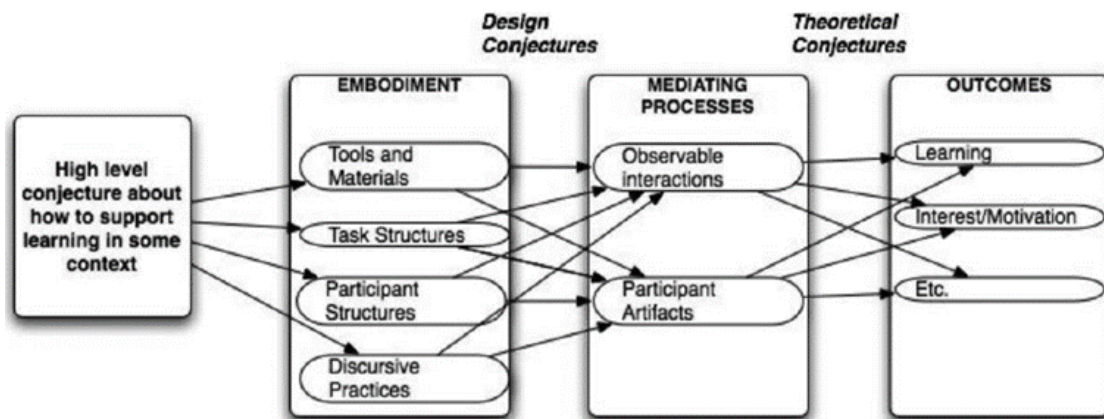 Design
Conjectures
Theoretical
Conjectures
High level
conjecture about
how to support
learning in some
context
EMBODIMENT
Tools and
Materials
Task Structures
Participant
Structures
Discursive
Practices
MEDIATING
PROCESSES
Observable
interactions
Participant
Artifacts
OUTCOMES
Learning
Interest/Motivation
Etc.